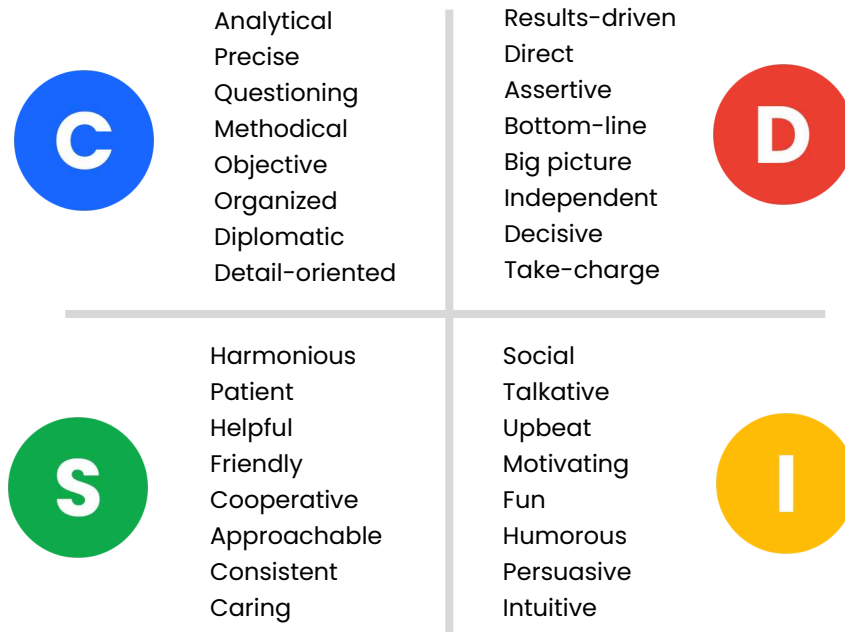 C
Analytical
Precise
Questioning
Methodical
Objective
Organized
Diplomatic
Detail-oriented
D
Results-driven
Direct
Assertive
Bottom-line
Big picture
Independent
Decisive
Take-charge
S
Harmonious
Patient
Helpful
Friendly
Cooperative
Approachable
Consistent
Caring
I
Social
Talkative
Upbeat
Motivating
Fun
Humorous
Persuasive
Intuitive